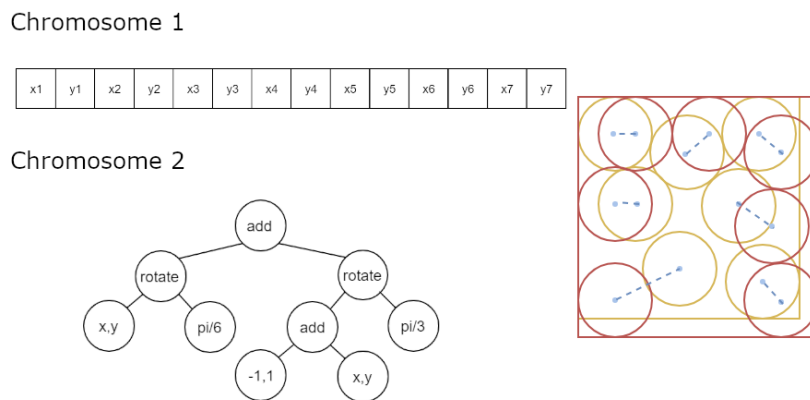 Chromosome 1
x1 y1 x2 y2 x3 y3 x4 y4 x5 y5 x6 y6 x7 y7
Chromosome 2
add
rotate rotate
x,y pi/6 add pi/3
-1,1 x,y